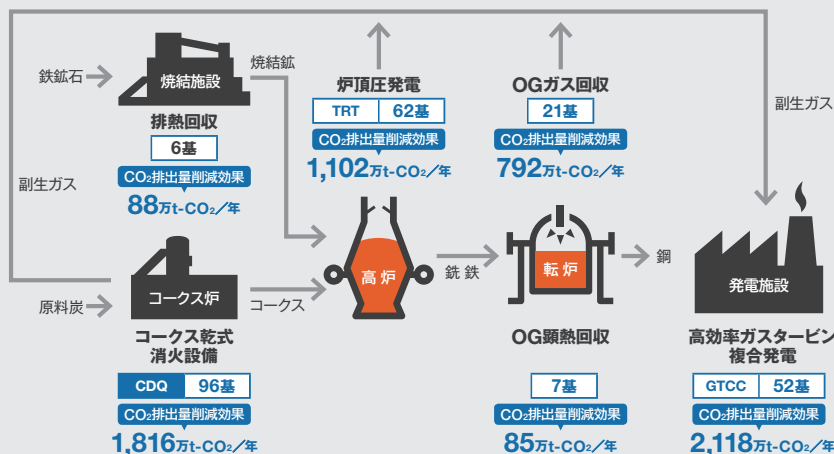 鉄鉱石
焼結施設
焼結鉱
排熱回収
6基
CO₂排出量削減効果
88万t-CO₂/年
炉頂圧発電
TRT 62基
CO₂排出量削減効果
1,102万t-CO₂/年
OGガス回収
21基
CO₂排出量削減効果
792万t-CO₂/年
副生ガス
副生ガス
原料炭
コークス炉
コークス
コークス乾式
消火設備
CDQ 96基
CO₂排出量削減効果
1,816万t-CO₂/年
高炉
銑鉄
転炉
鋼
OG顕熱回収
7基
CO₂排出量削減効果
85万t-CO₂/年
発電施設
高効率ガスタービン
複合発電
GTCC 52基
CO₂排出量削減効果
2,118万t-CO₂/年